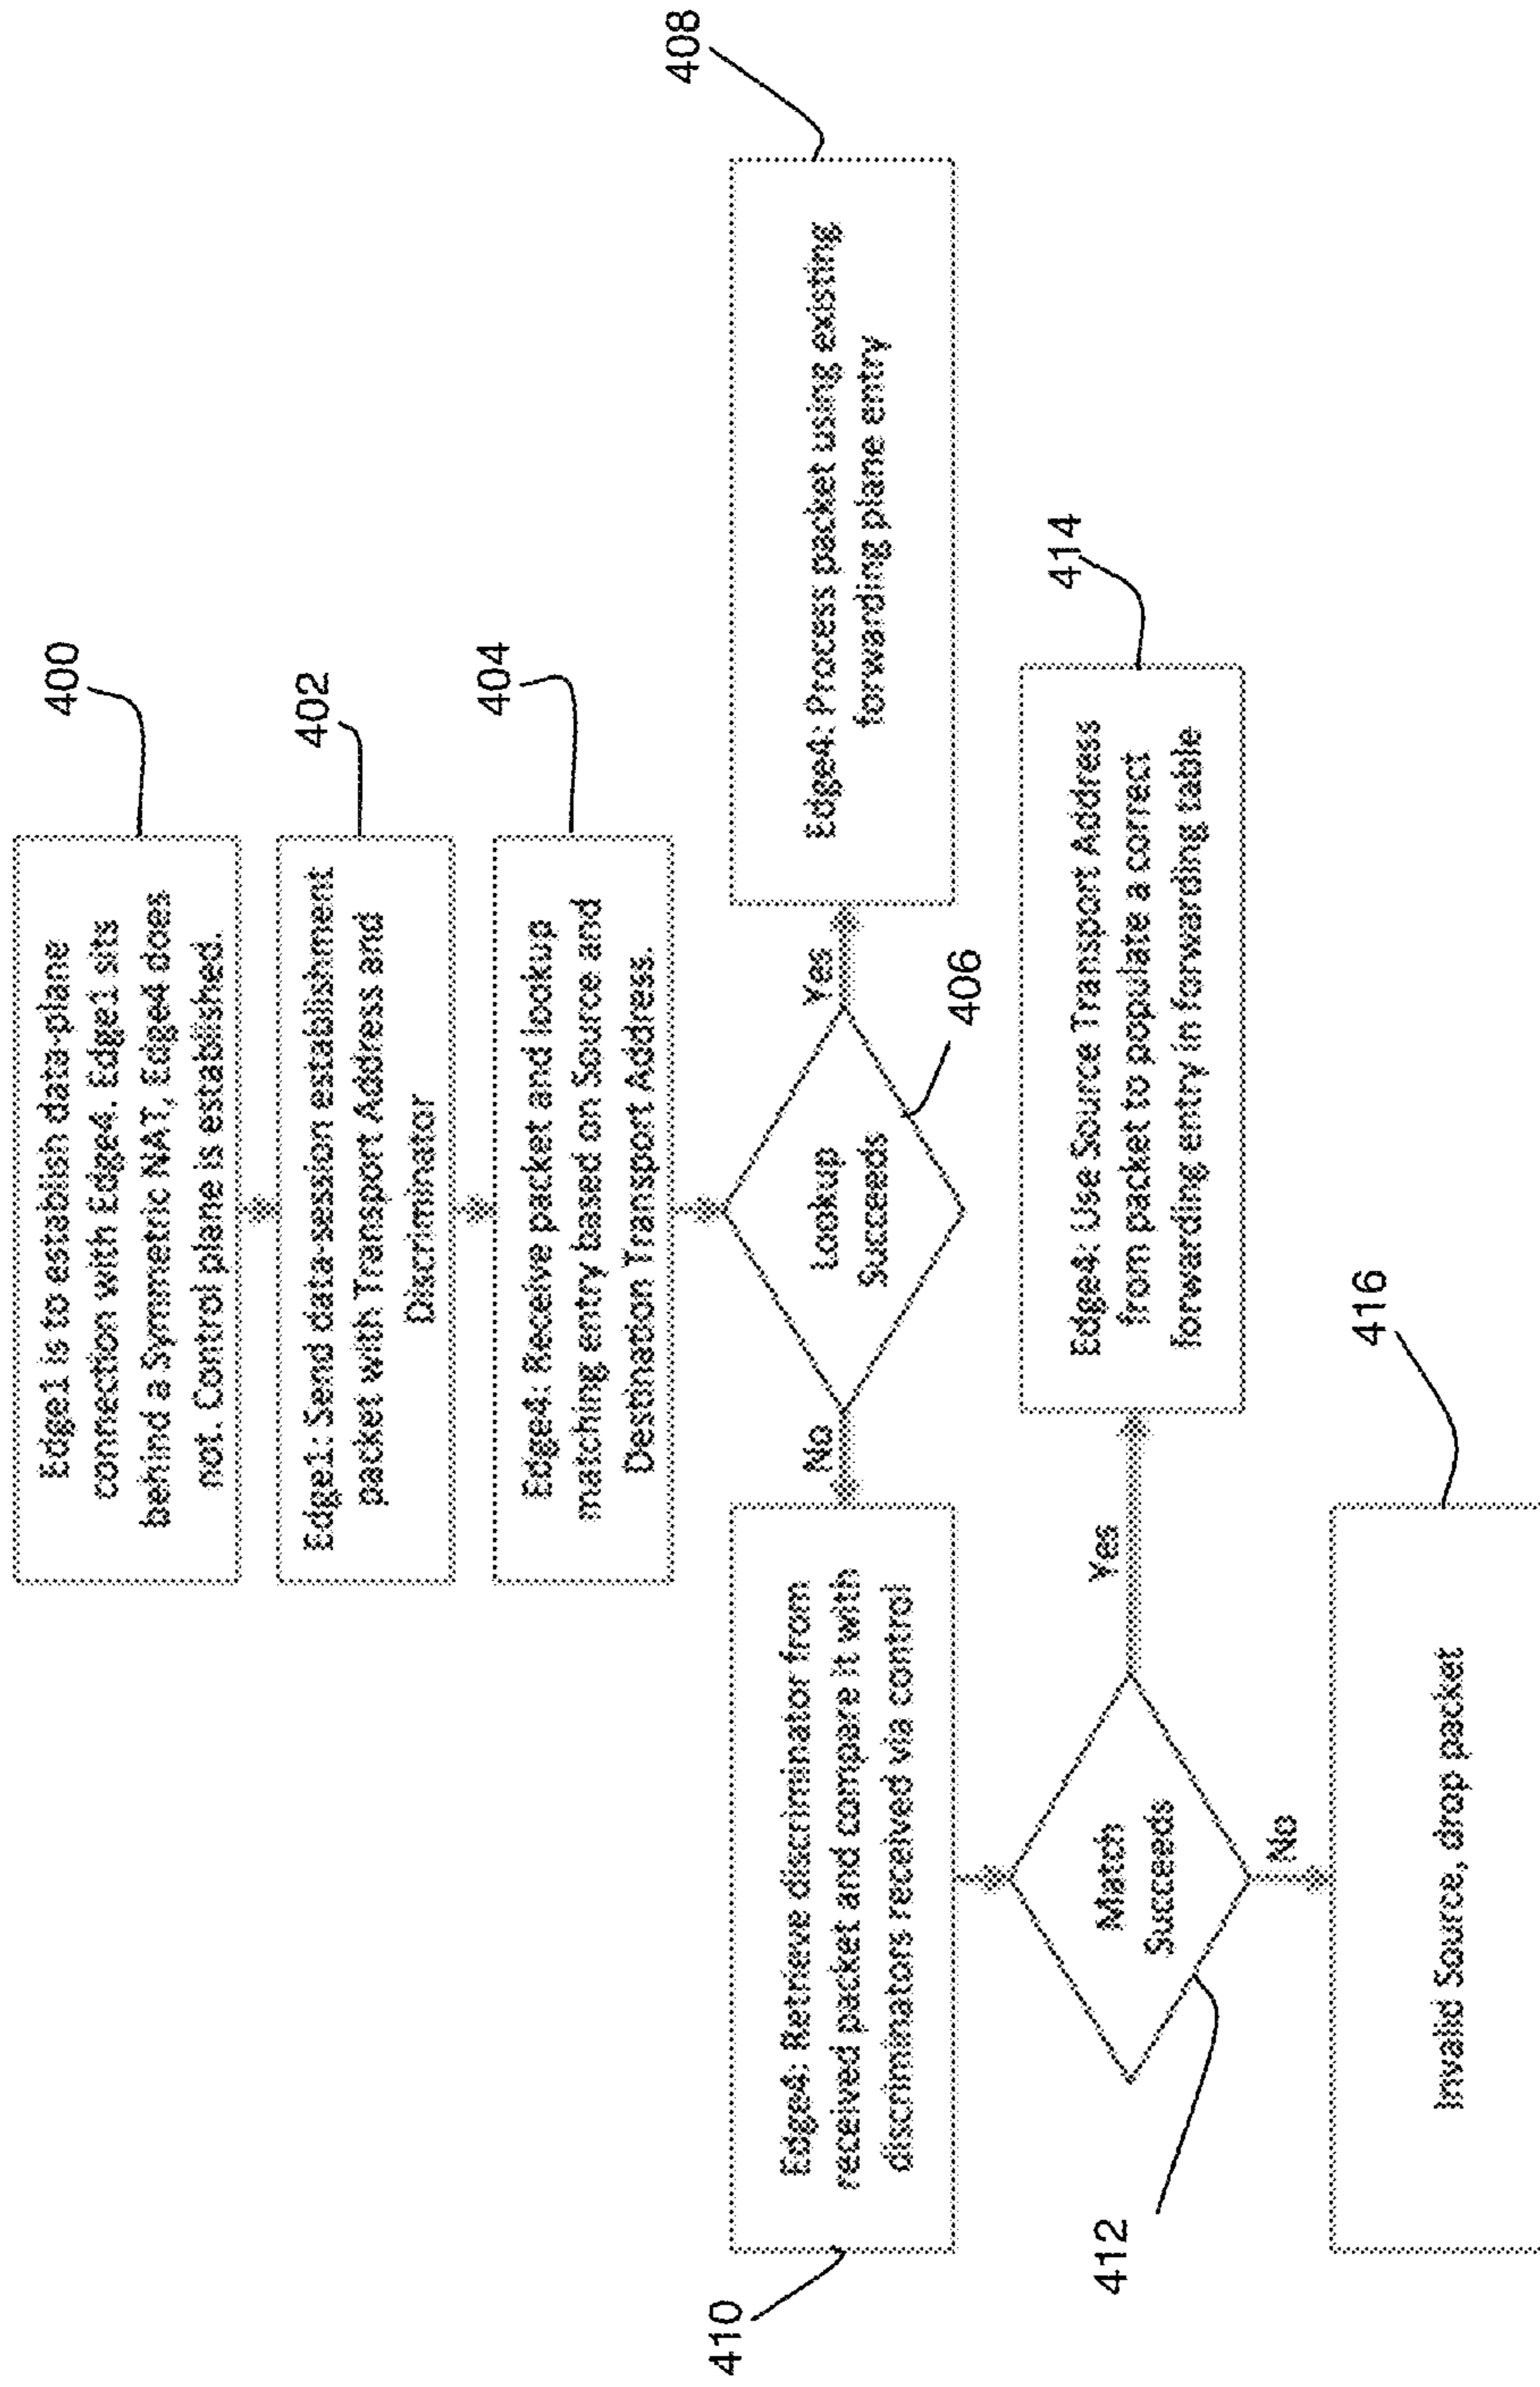 400
Edge1 is to establish data-plane
connection with Edge4. Edge1 sits
behind a Symmetric NAT, Edge4 does
not. Control plane is established.
402
Edge1: Send data-session establishment
packet with Transport Address and
Discriminator
404
Edge4: Receive packet and lookup
matching entry based on Source and
Destination Transport Address.
Lookup
Succeeds
406
Yes
No
408
Edge4: Process packet using existing
forwarding plane entry
410
Edge4: Retrieve discriminator from
received packet and compare it with
discriminators received via control
Match
Succeeds
412
Yes
No
414
Edge4: Use Source Transport Address
from packet to populate a correct
forwarding entry in forwarding table
416
Invalid Source, drop packet